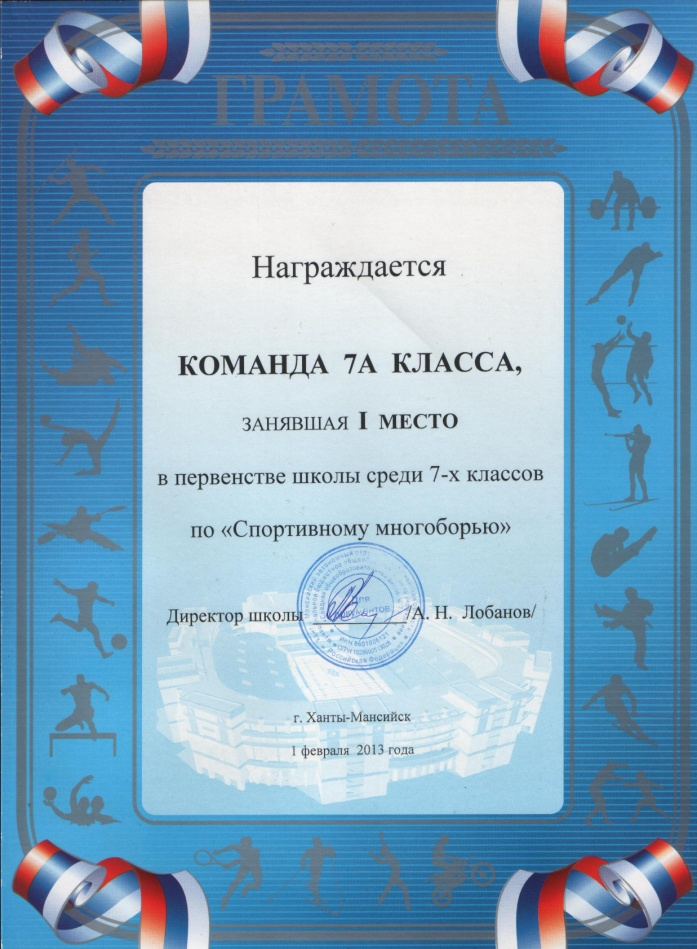 ГРАМОТА
Награждается
КОМАНДА 7А КЛАССА,
ЗАНЯВШАЯ I МЕСТО
в первенстве школы среди 7-х классов
по «Спортивному многоборью»
Директор школы /А. Н. Лобанов/
г. Ханты-Мансийск
1 февраля 2013 года